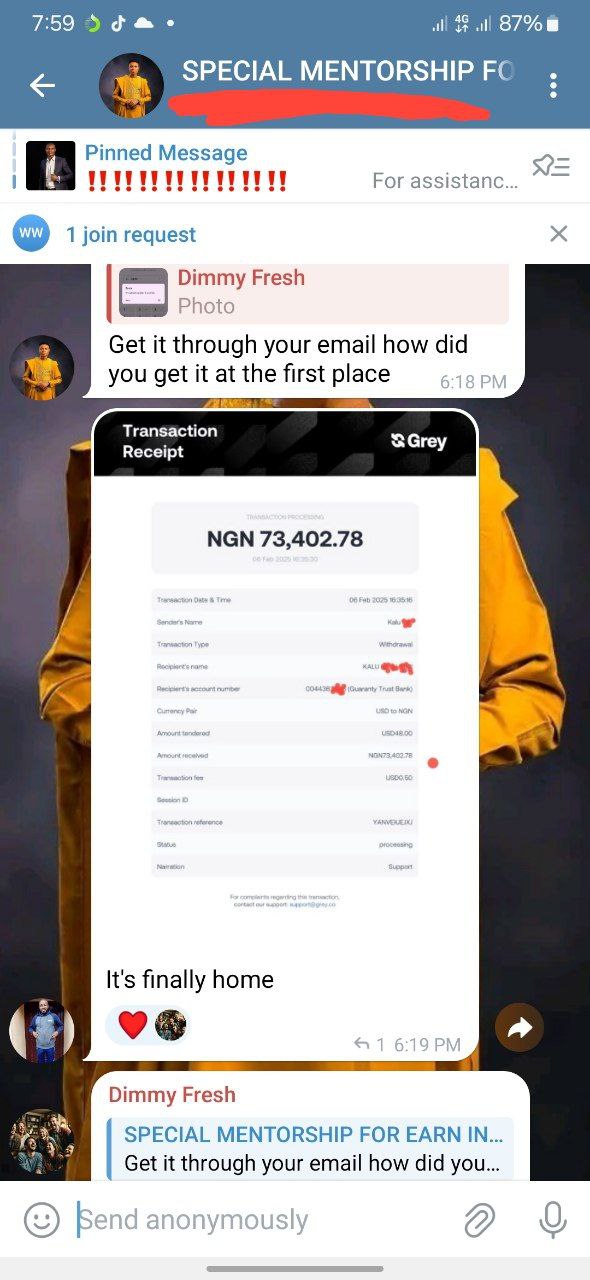 7:59
4G
87%
SPECIAL MENTORSHIP FO
Pinned Message
‼️‼️‼️‼️‼️‼️‼️‼️‼️‼️‼️‼️
For assistanc...
WW
1 join request
Dimmy Fresh
Photo
Get it through your email how did
you get it at the first place
6:18 PM
Transaction
Receipt
Grey
TRANSACTION PROCESSING
NGN 73,402.78
06 Feb 2025 16:35:30
Transaction Date & Time 06 Feb 2025 16:35:16
Sender's Name Kalu
Transaction Type Withdrawal
Recipient's name KALU
Recipient's account number 004436 (Guaranty Trust Bank)
Currency Pair USD to NGN
Amount tendered USD48.00
Amount received NGN73,402.78
Transaction fee USD0.50
Session ID
Transaction reference
Status processing
Narration Support
For complaints regarding this transaction,
contact our support: support@grey.co
It's finally home
1 6:19 PM
Dimmy Fresh
SPECIAL MENTORSHIP FOR EARN IN...
Get it through your email how did you...
Send anonymously